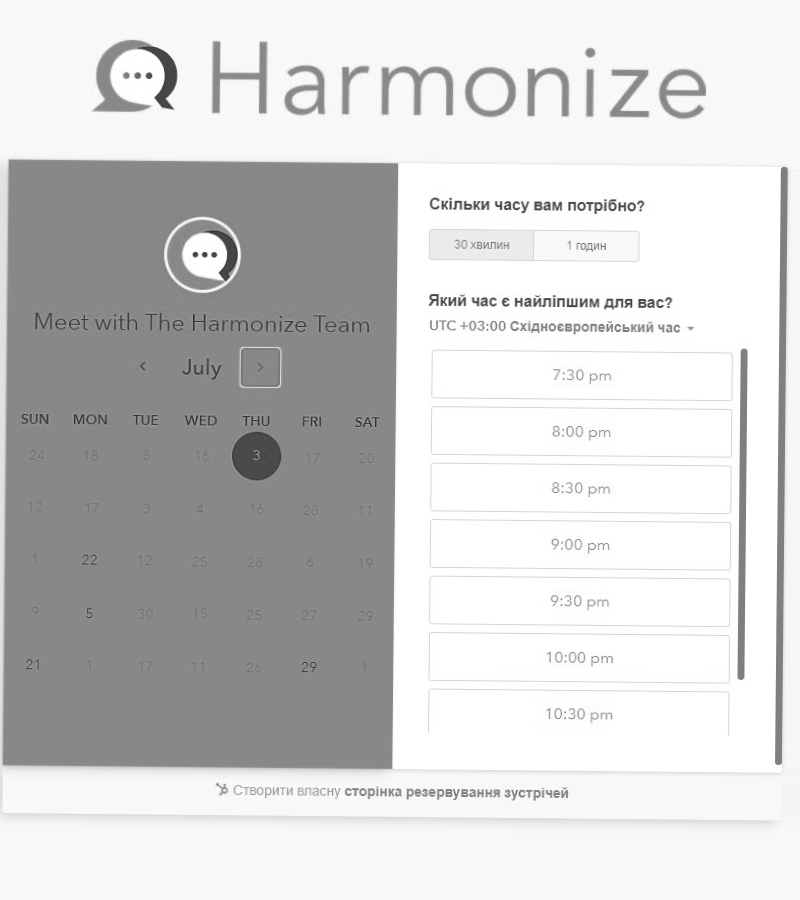 Harmonize
Meet with The Harmonize Team
July
SUN MON TUE WED THU FRI SAT
24 18 8 16 3 17 20
12 17 3 4 16 28 11
1 22 12 25 28 6 19
9 5 30 15 25 27 29
21 1 17 11 26 29 1
Скільки часу вам потрібно?
30 хвилин 1 годин
Який час є найліпшим для вас?
UTC +03:00 Східноєвропейський час
7:30 pm
8:00 pm
8:30 pm
9:00 pm
9:30 pm
10:00 pm
10:30 pm
Створити власну сторінка резервування зустрічей